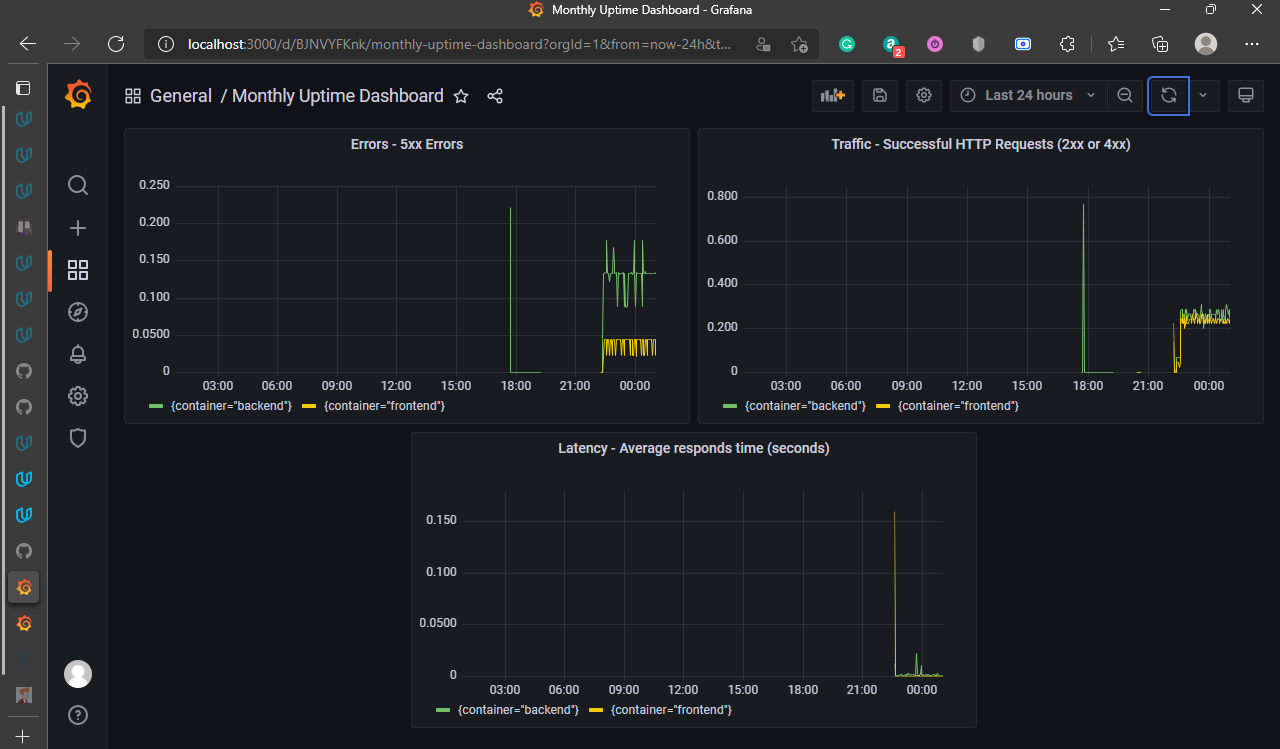 Monthly Uptime Dashboard - Grafana
localhost:3000/d/BJNVYFKnk/monthly-uptime-dashboard?orgId=1&from=now-24h&t...
2
General / Monthly Uptime Dashboard
Last 24 hours
Errors - 5xx Errors
0.250
0.200
0.150
0.100
0.0500
0
03:00 06:00 09:00 12:00 15:00 18:00 21:00 00:00
{container="backend"} {container="frontend"}
Traffic - Successful HTTP Requests (2xx or 4xx)
0.800
0.600
0.400
0.200
0
03:00 06:00 09:00 12:00 15:00 18:00 21:00 00:00
{container="backend"} {container="frontend"}
Latency - Average responds time (seconds)
0.150
0.100
0.0500
0
03:00 06:00 09:00 12:00 15:00 18:00 21:00 00:00
{container="backend"} {container="frontend"}